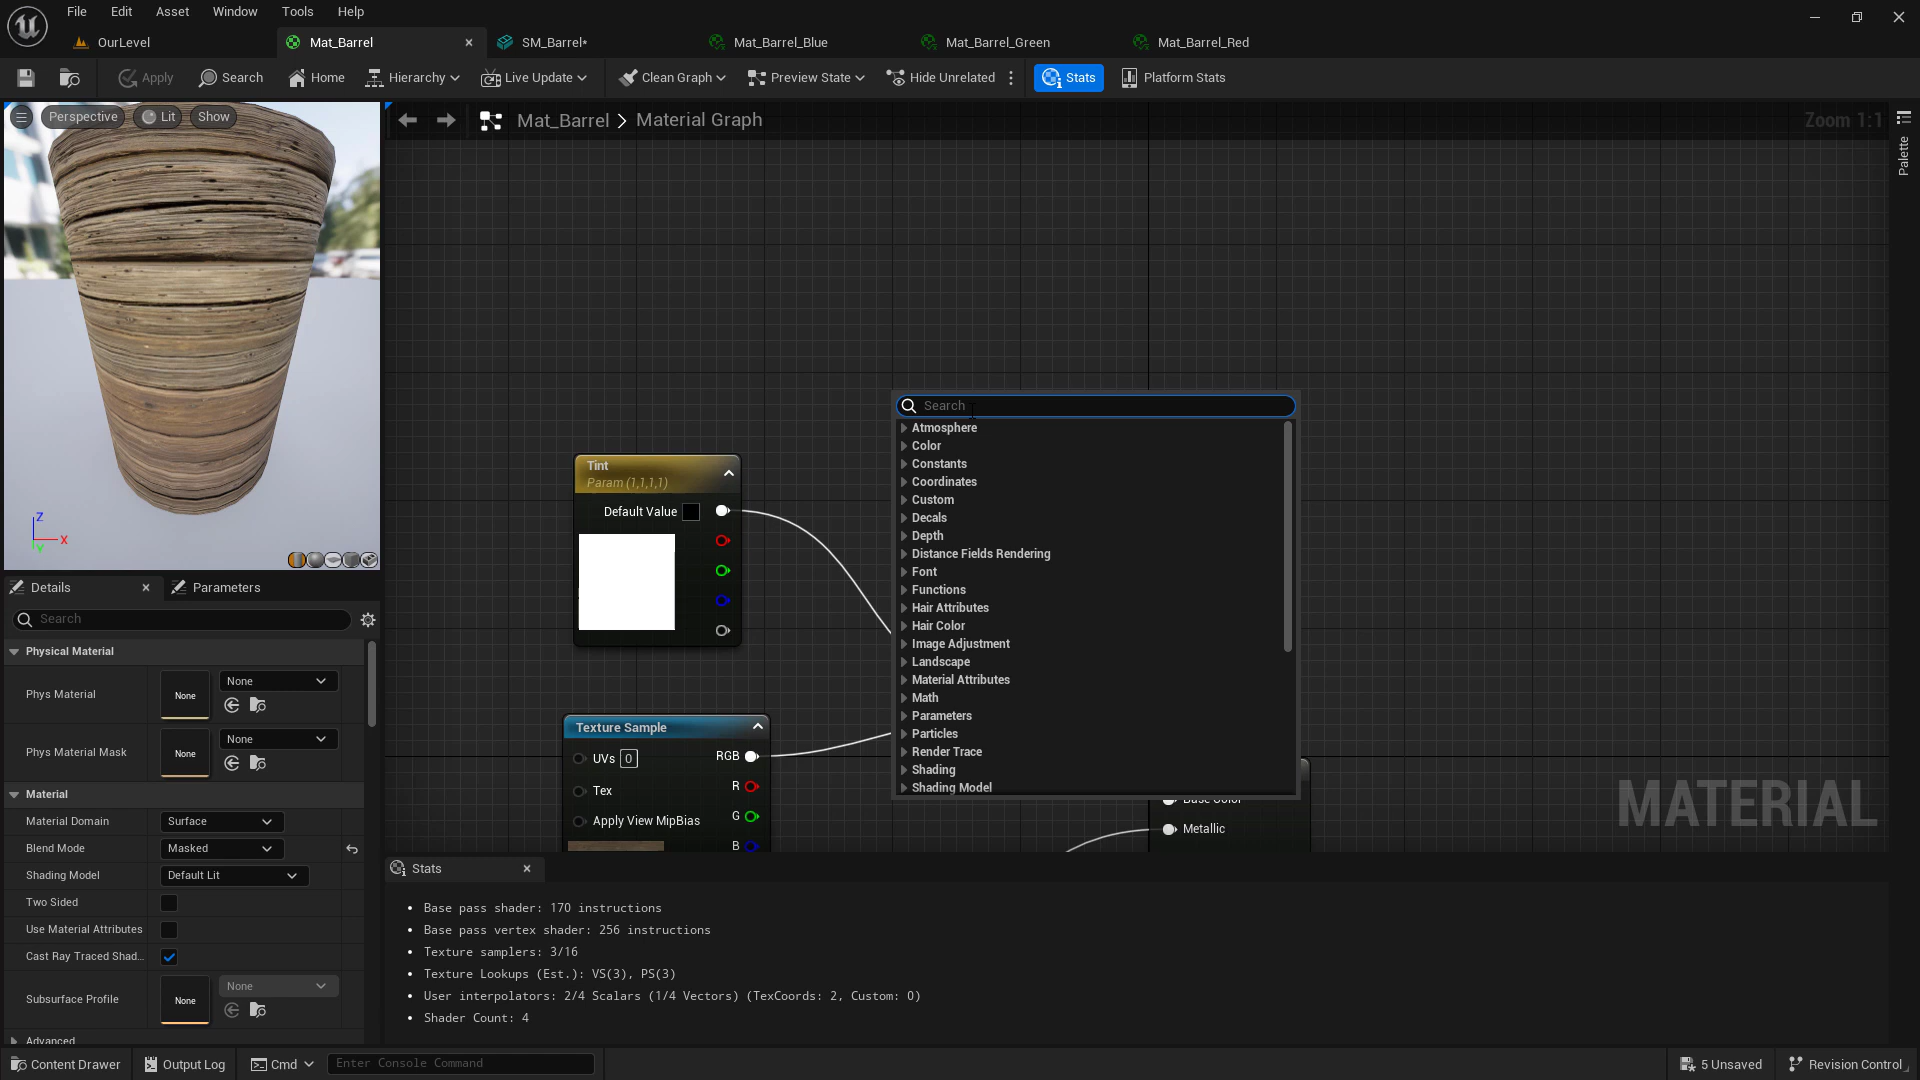 File Edit Asset Window Tools Help
OurLevel Mat_Barrel SM_Barrel* Mat_Barrel_Blue Mat_Barrel_Green Mat_Barrel_Red
Apply Search Home Hierarchy Live Update Clean Graph Preview State Hide Unrelated Stats Platform Stats
Perspective Lit Show
Mat_Barrel > Material Graph
Zoom 1:1
Palette
Z
X
Y
Tint
Param (1,1,1,1)
Default Value
Texture Sample
UVs 0
Tex
Apply View MipBias
RGB
R
G
B
Search
Atmosphere
Color
Constants
Coordinates
Custom
Decals
Depth
Distance Fields Rendering
Font
Functions
Hair Attributes
Hair Color
Image Adjustment
Landscape
Material Attributes
Math
Parameters
Particles
Render Trace
Shading
Shading Model
Base Color
Metallic
MATERIAL
Details Parameters
Search
Physical Material
Phys Material None None
Phys Material Mask None None
Material
Material Domain Surface
Blend Mode Masked
Shading Model Default Lit
Two Sided
Use Material Attributes
Cast Ray Traced Shad...
Subsurface Profile None None
Advanced
Stats
• Base pass shader: 170 instructions
• Base pass vertex shader: 256 instructions
• Texture samplers: 3/16
• Texture Lookups (Est.): VS(3), PS(3)
• User interpolators: 2/4 Scalars (1/4 Vectors) (TexCoords: 2, Custom: 0)
• Shader Count: 4
Content Drawer Output Log Cmd Enter Console Command 5 Unsaved Revision Control